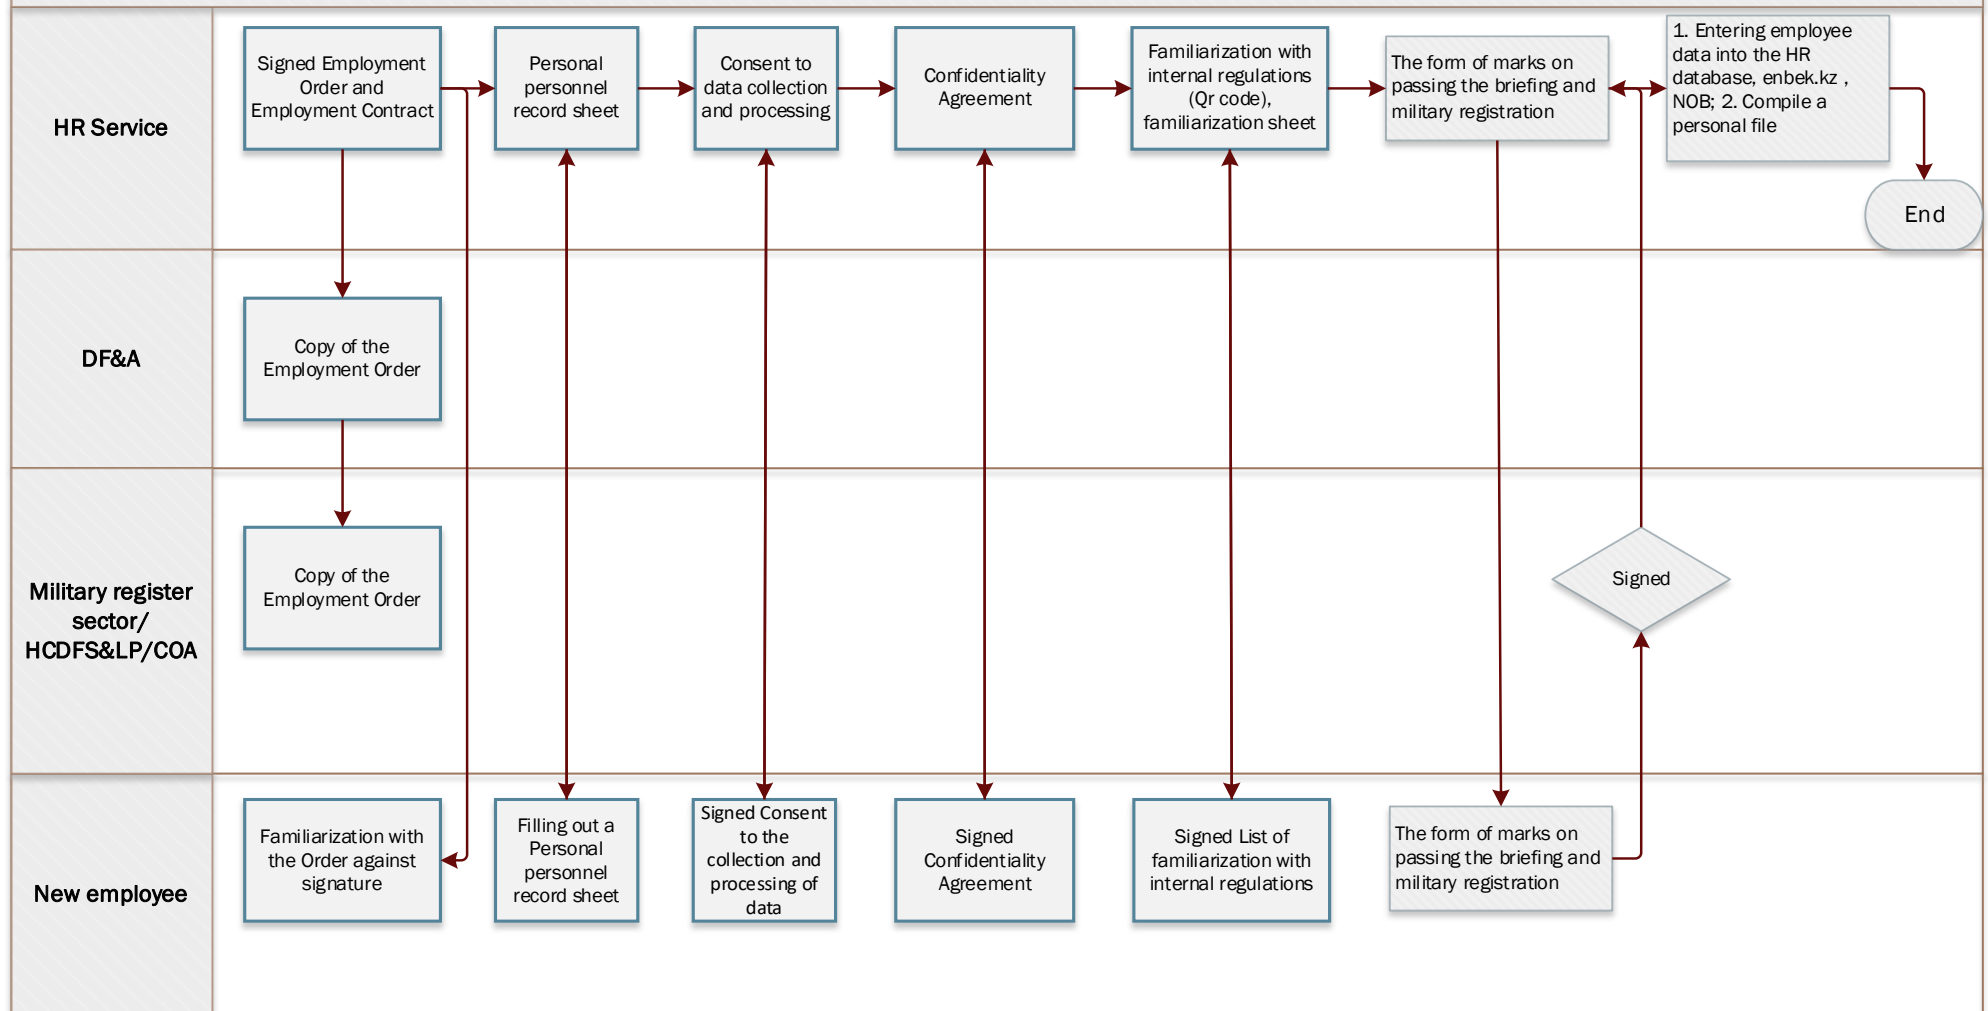 HR Service
Signed Employment
Order and
Employment Contract
Personal
personnel
record sheet
Consent to
data collection
and processing
Confidentiality
Agreement
Familiarization with
internal regulations
(Qr code),
familiarization sheet
The form of marks on
passing the briefing and
military registration
1. Entering employee
data into the HR
database, enbek.kz ,
NOB; 2. Compile a
personal file
End
DF&A
Copy of the
Employment Order
Military register
sector/
HCDFS&LP/COA
Copy of the
Employment Order
Signed
New employee
Familiarization with
the Order against
signature
Filling out a
Personal
personnel
record sheet
Signed Consent
to the
collection and
processing of
data
Signed
Confidentiality
Agreement
Signed List of
familiarization with
internal regulations
The form of marks on
passing the briefing and
military registration